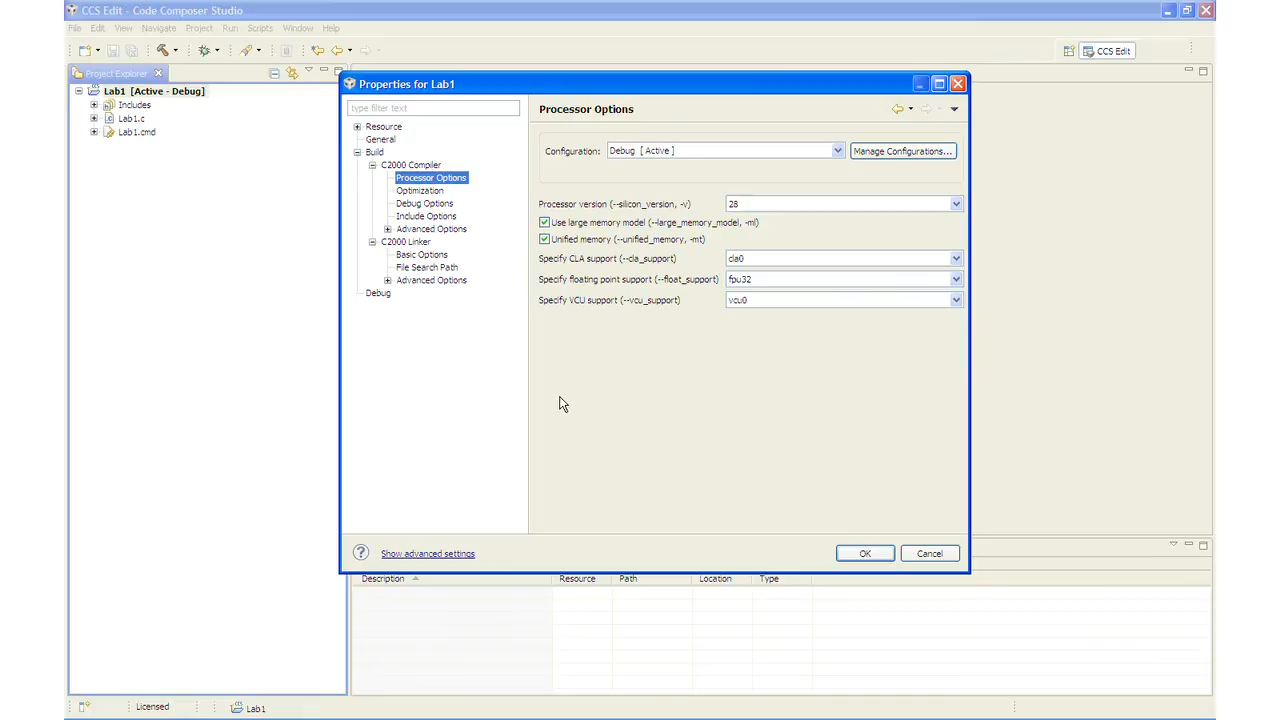 CCS Edit - Code Composer Studio
File Edit View Navigate Project Run Scripts Window Help
CCS Edit
Project Explorer
Lab1 [Active - Debug]
Includes
Lab1.c
Lab1.cmd
Properties for Lab1
type filter text
Resource
General
Build
C2000 Compiler
Processor Options
Optimization
Debug Options
Include Options
Advanced Options
C2000 Linker
Basic Options
File Search Path
Advanced Options
Debug
Processor Options
Configuration: Debug [ Active ] Manage Configurations...
Processor version (--silicon_version, -v) 28
Use large memory model (--large_memory_model, -ml)
Unified memory (--unified_memory, -mt)
Specify CLA support (--cla_support) cla0
Specify floating point support (--float_support) fpu32
Specify VCU support (--vcu_support) vcu0
? Show advanced settings OK Cancel
Description Resource Path Location Type
Licensed Lab1